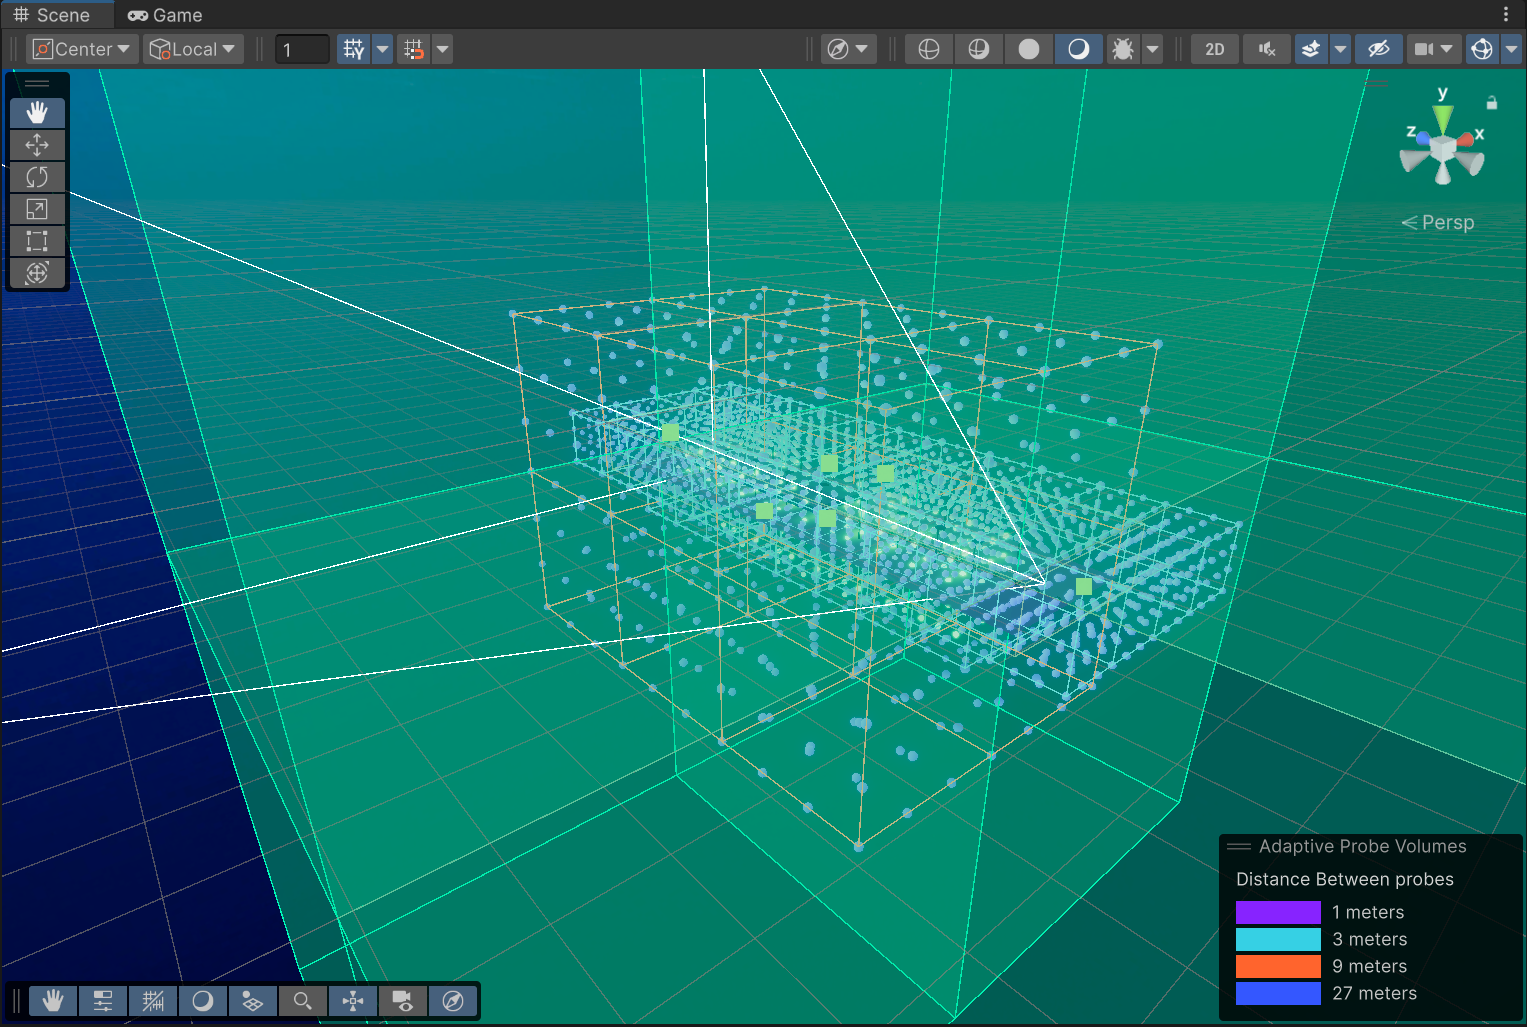 Scene
Game
Center
Local
1
2D
y
z
x
Persp
Adaptive Probe Volumes
Distance Between probes
1 meters
3 meters
9 meters
27 meters